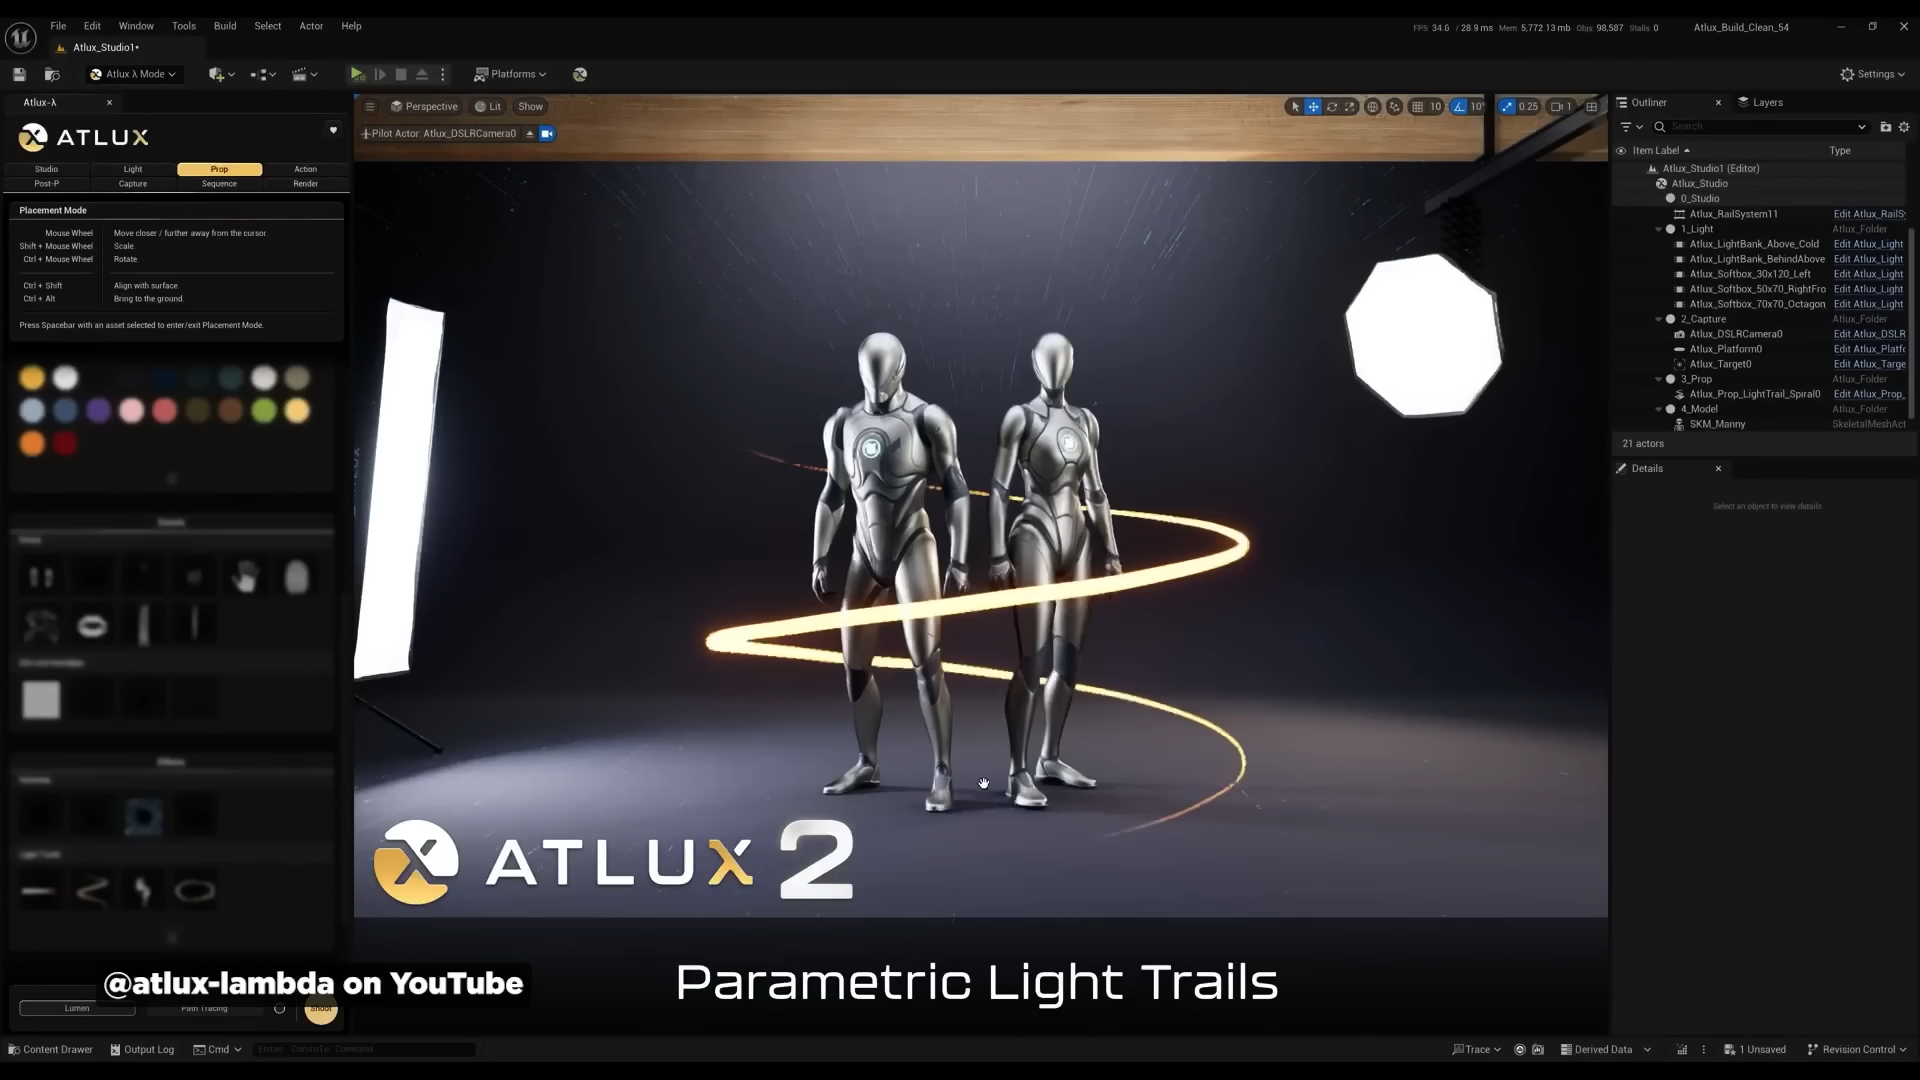 File Edit Window Tools Build Select Actor Help
FPS: 34.6 / 28.9 ms Mem: 5,772.13 mb Objs: 98,587 Stalls: 0
Atlux_Build_Clean_54
Atlux_Studio1•
Atlux λ Mode
Platforms
Settings
Atlux-λ
ATLUX
Studio Light Prop Action
Post-P Capture Sequence Render
Placement Mode
Mouse Wheel Move closer / further away from the cursor.
Shift + Mouse Wheel Scale.
Ctrl + Mouse Wheel Rotate.
Ctrl + Shift Align with surface.
Ctrl + Alt Bring to the ground.
Press Spacebar with an asset selected to enter/exit Placement Mode.
Perspective Lit Show
10 10° 0.25 1
Pilot Actor: Atlux_DSLRCamera0
Outliner Layers
Search...
Item Label Type
Atlux_Studio1 (Editor)
Atlux_Studio
0_Studio
Atlux_RailSystem11 Edit Atlux_RailSy
1_Light Atlux_Folder
Atlux_LightBank_Above_Cold Edit Atlux_Light
Atlux_LightBank_BehindAbove Edit Atlux_Light
Atlux_Softbox_30x120_Left Edit Atlux_Light
Atlux_Softbox_50x70_RightFro Edit Atlux_Light
Atlux_Softbox_70x70_Octagon Edit Atlux_Light
2_Capture Atlux_Folder
Atlux_DSLRCamera0 Edit Atlux_DSLR
Atlux_Platform0 Edit Atlux_Platfo
Atlux_Target0 Edit Atlux_Targe
3_Prop Atlux_Folder
Atlux_Prop_LightTrail_Spiral0 Edit Atlux_Prop_
4_Model Atlux_Folder
SKM_Manny SkeletalMeshAct
21 actors
Details
Select an object to view details.
ATLUX 2
Parametric Light Trails
@atlux-lambda on YouTube
Lumen Path Tracing Shoot
Content Drawer Output Log Cmd Enter Console Command
Trace Derived Data 1 Unsaved Revision Control